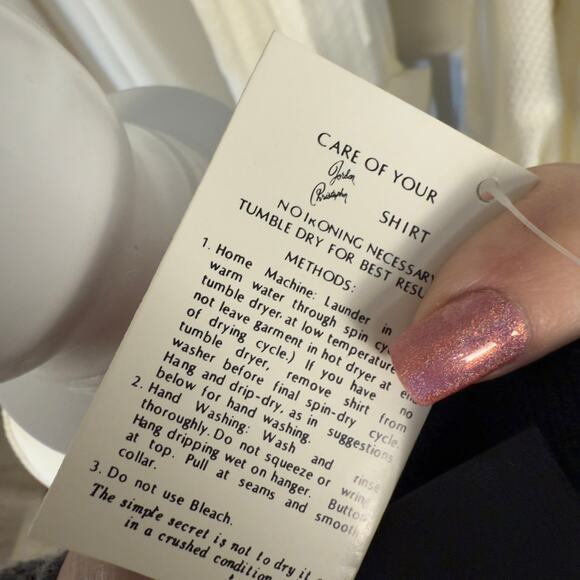 CARE OF YOUR
Jordan
Christopher
SHIRT
NO IRONING NECESSARY
TUMBLE DRY FOR BEST RESU
METHODS:
1. Home Machine: Launder in
warm water through spin cyc
tumble dryer, at low temperature
not leave garment in hot dryer at en
of drying cycle.) If you have no
tumble dryer, remove shirt from
washer before final spin-dry cycle.
Hang and drip-dry, as in suggestions
below for hand washing.
2. Hand Washing: Wash and rinse
thoroughly. Do not squeeze or wring
Hang dripping wet on hanger. Button
at top. Pull at seams and smooth
collar.
3. Do not use Bleach.
The simple secret is not to dry it
in a crushed condition